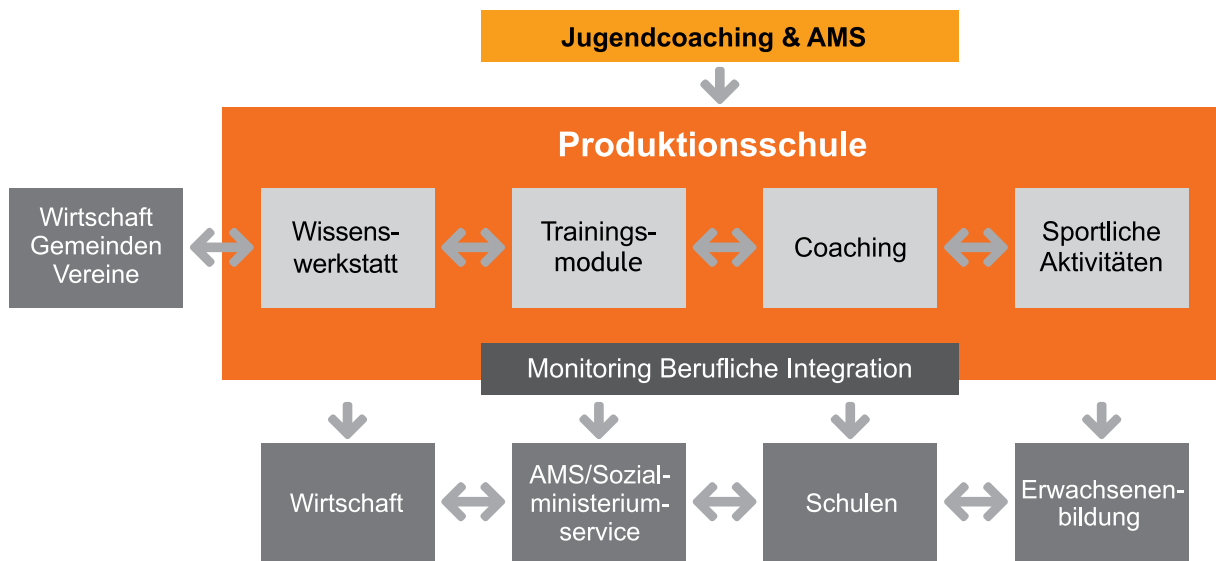 Jugendcoaching & AMS
Produktionsschule
Wirtschaft
Gemeinden
Vereine
Wissens-
werkstatt
Trainings-
module
Coaching
Sportliche
Aktivitäten
Monitoring Berufliche Integration
Wirtschaft
AMS/Sozial-
ministerium-
service
Schulen
Erwachsenen-
bildung